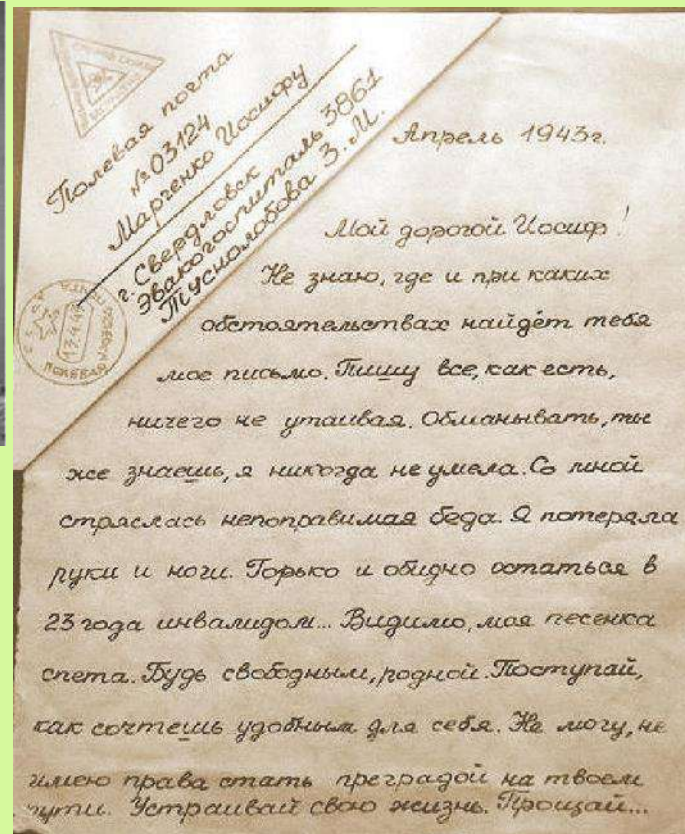 Полевая почта
№03124
Марченко Иосифу
г. Свердловск
Эвакогоспиталь 3861
Туснолобова З.М.
Апрель 1943г.
Мой дорогой Иосиф!
Не знаю, где и при каких
обстоятельствах найдёт тебя
мое письмо. Пишу все, как есть,
ничего не утаивая. Обманывать, ты
же знаешь, я никогда не умела. Со мной
стряслась непоправимая беда. Я потеряла
руки и ноги. Горько и обидно остаться в
23 года инвалидом... Видимо, моя песенка
спета. Будь свободным, родной. Поступай,
как сочтешь удобным для себя. Не могу, не
имею права стать преградой на твоем
пути. Устраивай свою жизнь. Прощай...